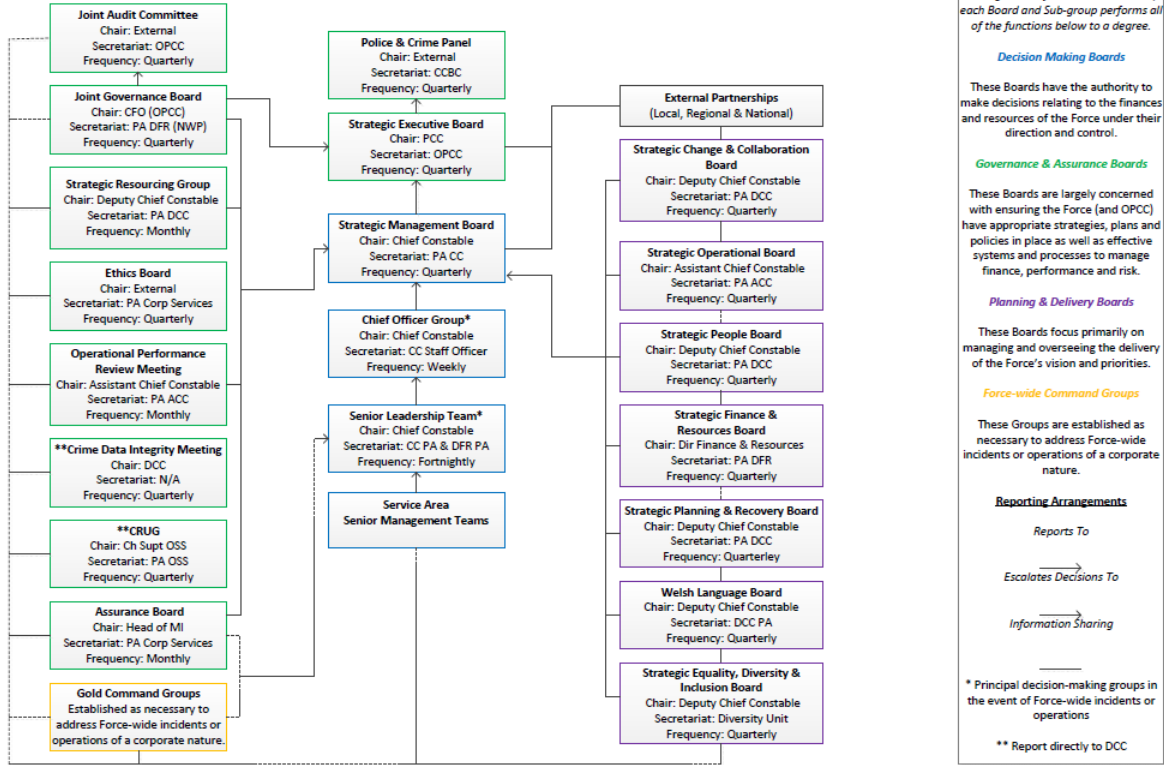 Joint Audit Committee
Chair: External
Secretariat: OPCC
Frequency: Quarterly
Joint Governance Board
Chair: CFO (OPCC)
Secretariat: PA DFR (NWP)
Frequency: Quarterly
Strategic Resourcing Group
Chair: Deputy Chief Constable
Secretariat: PA DCC
Frequency: Monthly
Ethics Board
Chair: External
Secretariat: PA Corp Services
Frequency: Quarterly
Operational Performance
Review Meeting
Chair: Assistant Chief Constable
Secretariat: PA ACC
Frequency: Monthly
**Crime Data Integrity Meeting
Chair: DCC
Secretariat: N/A
Frequency: Quarterly
**CRUG
Chair: Ch Supt OSS
Secretariat: PA OSS
Frequency: Quarterly
Assurance Board
Chair: Head of MI
Secretariat: PA Corp Services
Frequency: Monthly
Gold Command Groups
Established as necessary to
address Force-wide incidents or
operations of a corporate nature.
Police & Crime Panel
Chair: External
Secretariat: CCBC
Frequency: Quarterly
Strategic Executive Board
Chair: PCC
Secretariat: OPCC
Frequency: Quarterly
Strategic Management Board
Chair: Chief Constable
Secretariat: PA CC
Frequency: Quarterly
Chief Officer Group*
Chair: Chief Constable
Secretariat: CC Staff Officer
Frequency: Weekly
Senior Leadership Team*
Chair: Chief Constable
Secretariat: CC PA & DFR PA
Frequency: Fortnightly
Service Area
Senior Management Teams
External Partnerships
(Local, Regional & National)
Strategic Change & Collaboration
Board
Chair: Deputy Chief Constable
Secretariat: PA DCC
Frequency: Quarterly
Strategic Operational Board
Chair: Assistant Chief Constable
Secretariat: PA ACC
Frequency: Quarterly
Strategic People Board
Chair: Deputy Chief Constable
Secretariat: PA DCC
Frequency: Quarterly
Strategic Finance &
Resources Board
Chair: Dir Finance & Resources
Secretariat: PA DFR
Frequency: Quarterly
Strategic Planning & Recovery Board
Chair: Deputy Chief Constable
Secretariat: PA DCC
Frequency: Quarterley
Welsh Language Board
Chair: Deputy Chief Constable
Secretariat: DCC PA
Frequency: Quarterly
Strategic Equality, Diversity &
Inclusion Board
Chair: Deputy Chief Constable
Secretariat: Diversity Unit
Frequency: Quarterly
each Board and Sub-group performs all
of the functions below to a degree.
Decision Making Boards
These Boards have the authority to
make decisions relating to the finances
and resources of the Force under their
direction and control.
Governance & Assurance Boards
These Boards are largely concerned
with ensuring the Force (and OPCC)
have appropriate strategies, plans and
policies in place as well as effective
systems and processes to manage
finance, performance and risk.
Planning & Delivery Boards
These Boards focus primarily on
managing and overseeing the delivery
of the Force's vision and priorities.
Force-wide Command Groups
These Groups are established as
necessary to address Force-wide
incidents or operations of a corporate
nature.
Reporting Arrangements
Reports To
Escalates Decisions To
Information Sharing
* Principal decision-making groups in
the event of Force-wide incidents or
operations
** Report directly to DCC